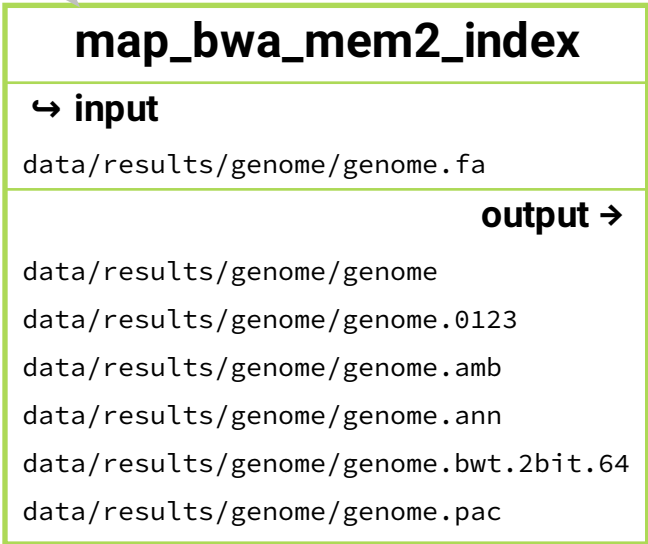 map_bwa_mem2_index
↪ input
data/results/genome/genome.fa
output →
data/results/genome/genome
data/results/genome/genome.0123
data/results/genome/genome.amb
data/results/genome/genome.ann
data/results/genome/genome.bwt.2bit.64
data/results/genome/genome.pac